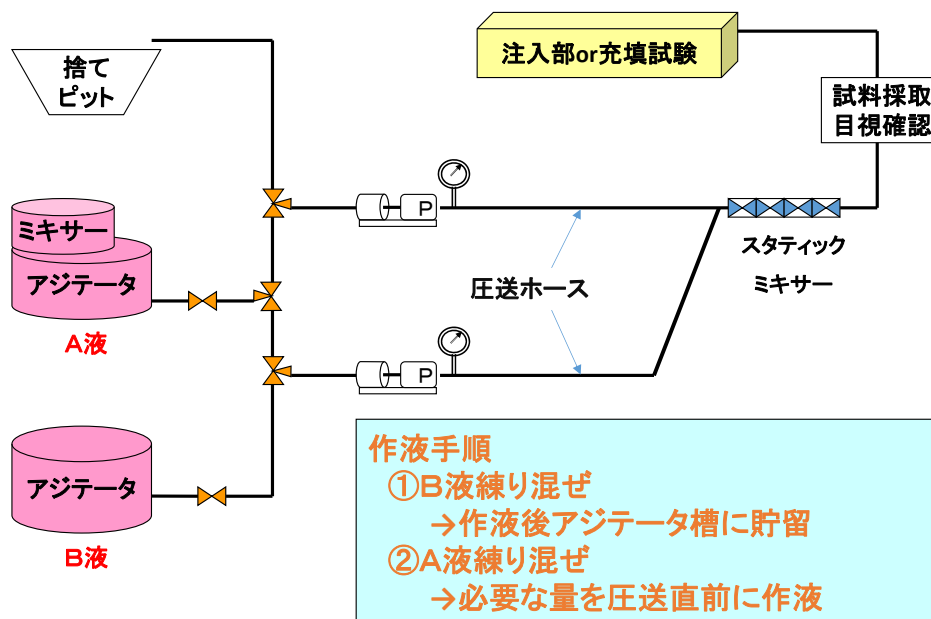 捨て
ピット
注入部or充填試験
試料採取
目視確認
P
ミキサー
アジテータ
A液
スタティック
ミキサー
圧送ホース
P
アジテータ
B液
作液手順
①B液練り混ぜ
→作液後アジテータ槽に貯留
②A液練り混ぜ
→必要な量を圧送直前に作液